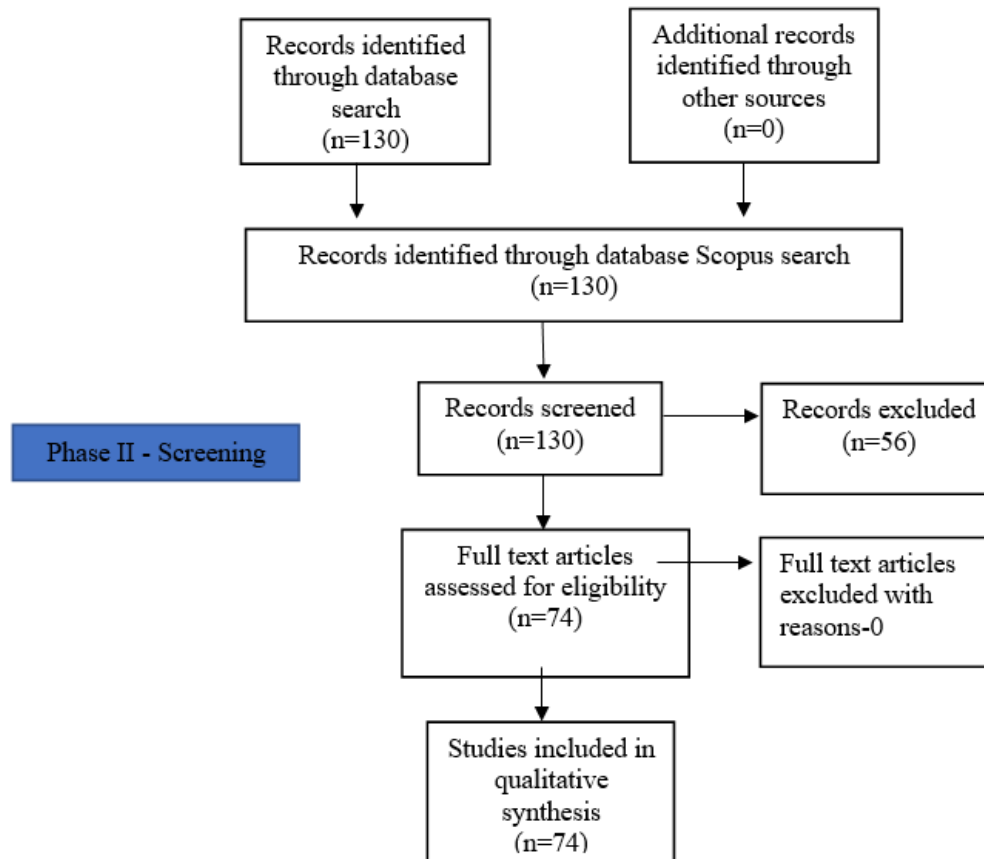 Records identified
through database
search
(n=130)
Additional records
identified through
other sources
(n=0)
Records identified through database Scopus search
(n=130)
Records screened
(n=130)
Records excluded
(n=56)
Phase II - Screening
Full text articles
assessed for eligibility
(n=74)
Full text articles
excluded with
reasons-0
Studies included in
qualitative
synthesis
(n=74)